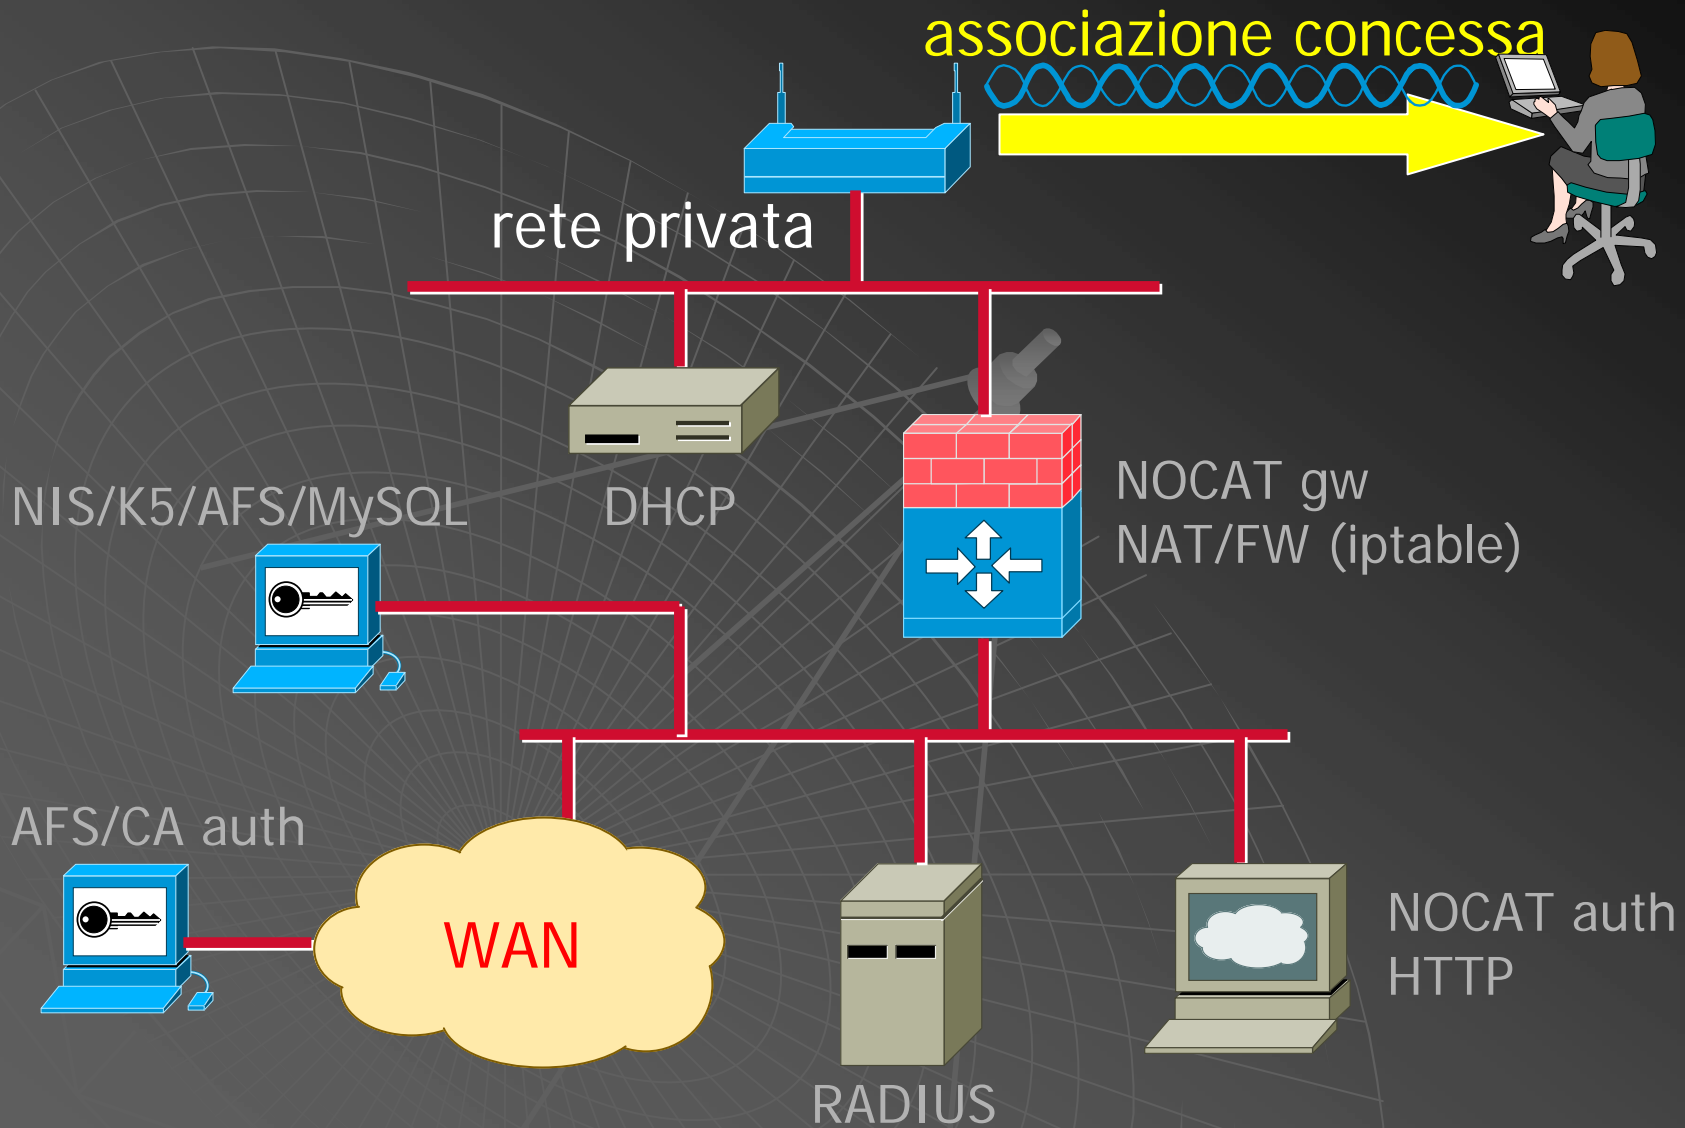 associazione concessa
rete privata
NIS/K5/AFS/MySQL
DHCP
NOCAT gw
NAT/FW (iptable)
AFS/CA auth
WAN
NOCAT auth
HTTP
RADIUS